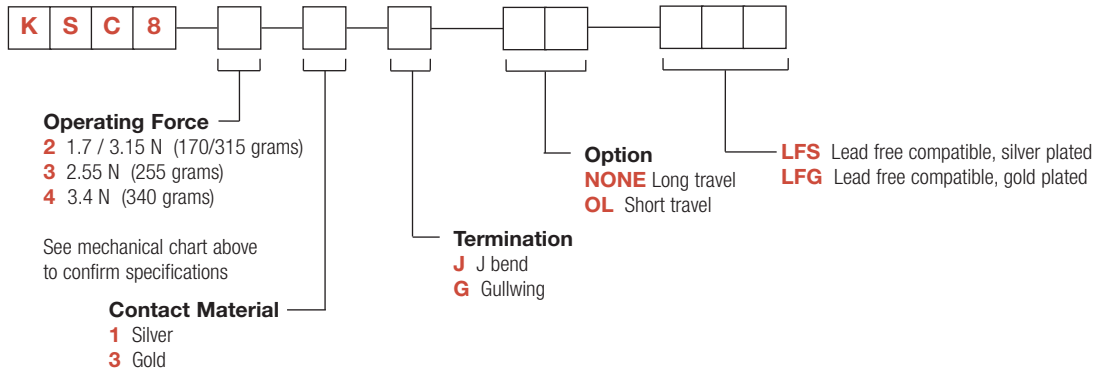 K S C 8
Operating Force
2 1.7 / 3.15 N (170/315 grams)
3 2.55 N (255 grams)
4 3.4 N (340 grams)
See mechanical chart above
to confirm specifications
Contact Material
1 Silver
3 Gold
Termination
J J bend
G Gullwing
Option
NONE Long travel
OL Short travel
LFS Lead free compatible, silver plated
LFG Lead free compatible, gold plated